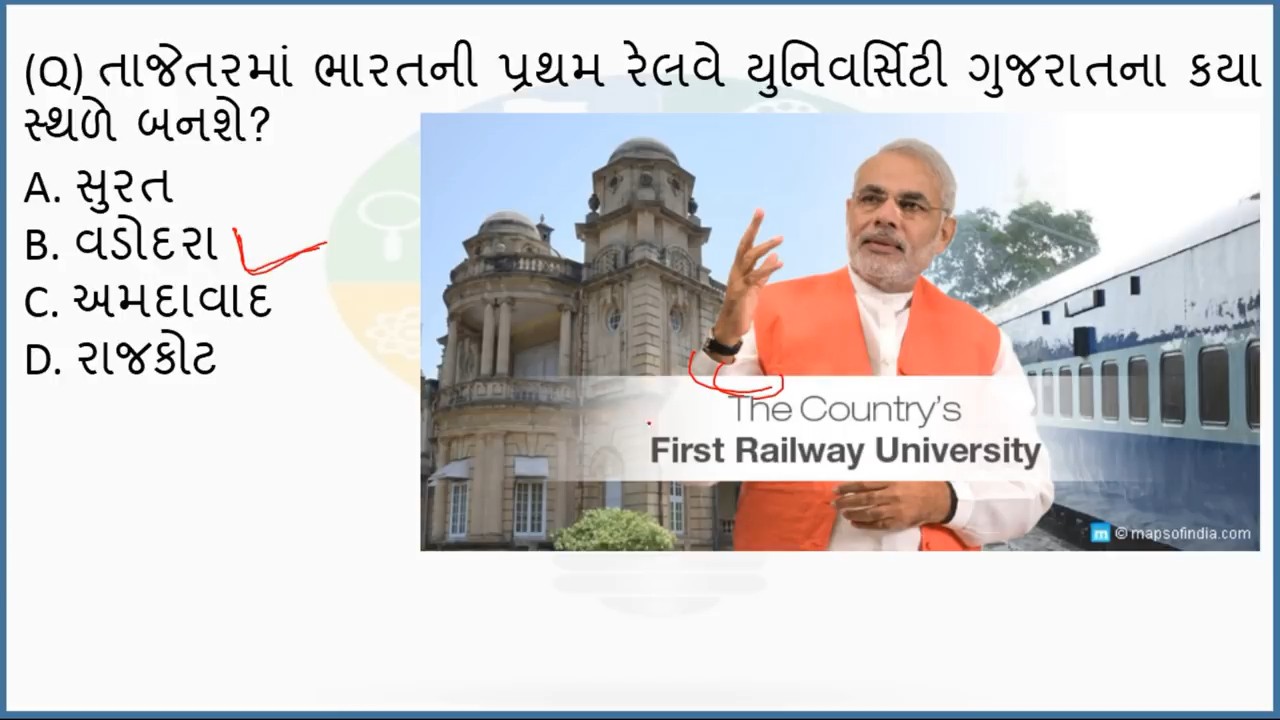 (Q) તાજેતરમાં ભારતની પ્રથમ રેલવે યુનિવર્સિટી ગુજરાતના કયા
સ્થળે બનશે?
A. સુરત
B. વડોદરા
C. અમદાવાદ
D. રાજકોટ
The Country's
First Railway University
m © mapsofindia.com